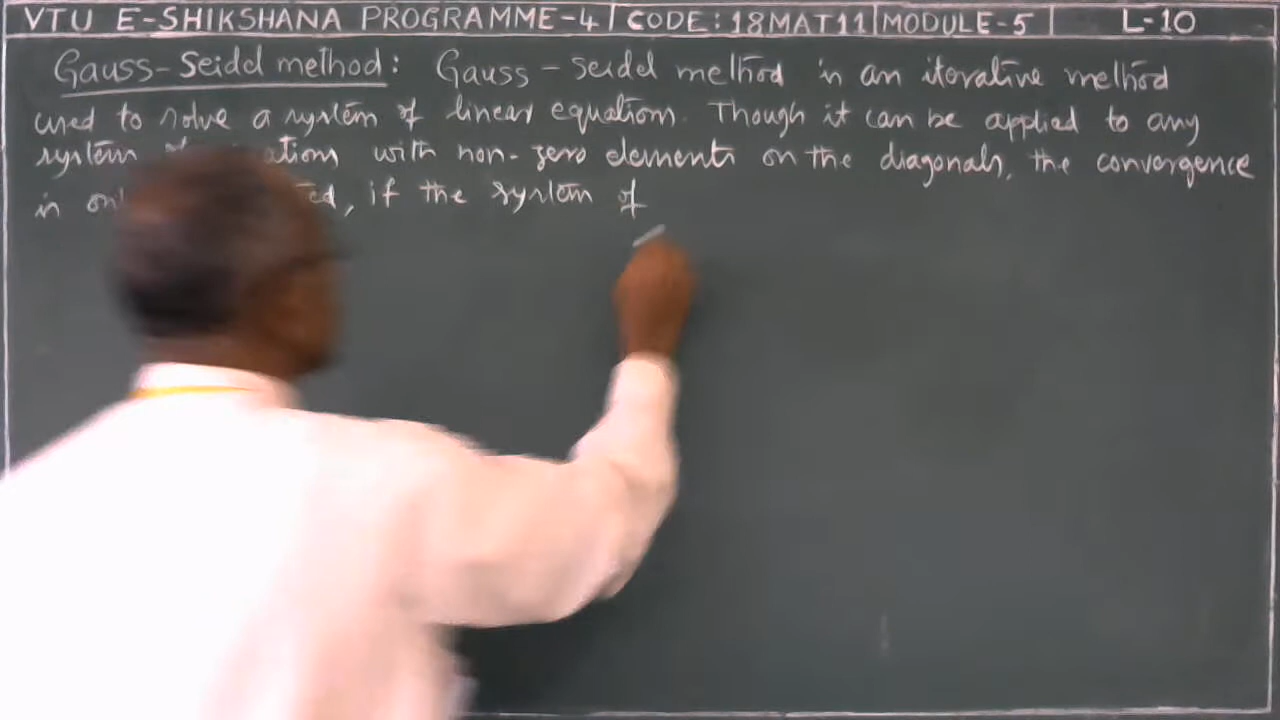 VTU E-SHIKSHANA PROGRAMME-4 | CODE: 18MAT11 | MODULE-5 | L-10
Gauss-Seidel method: Gauss-seidel method is an iterative method
used to solve a system of linear equations. Though it can be applied to any
system with non-zero elements on the diagonals, the convergence
is if the system of